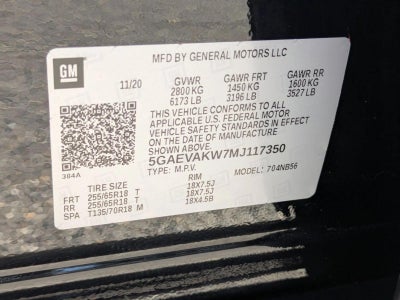 MFD BY GENERAL MOTORS LLC
GM
11/20 GVWR GAWR FRT GAWR RR
2800 KG 1450 KG 1600 KG
6173 LB 3196 LB 3527 LB
THIS VEHICLE CONFORMS TO ALL
APPLICABLE U.S. FEDERAL MOTOR
VEHICLE SAFETY STANDARDS IN EFFECT
ON THE DATE OF MANUFACTURE
SHOWN ABOVE.
5GAEVAKW7MJ117350
384A TYPE: M.P.V. MODEL: 704NB56
TIRE SIZE RIM
FRT 255/65R18 T 18X7.5J
RR 255/65R18 T 18X7.5J
SPA T135/70R18 M 18X4.5B